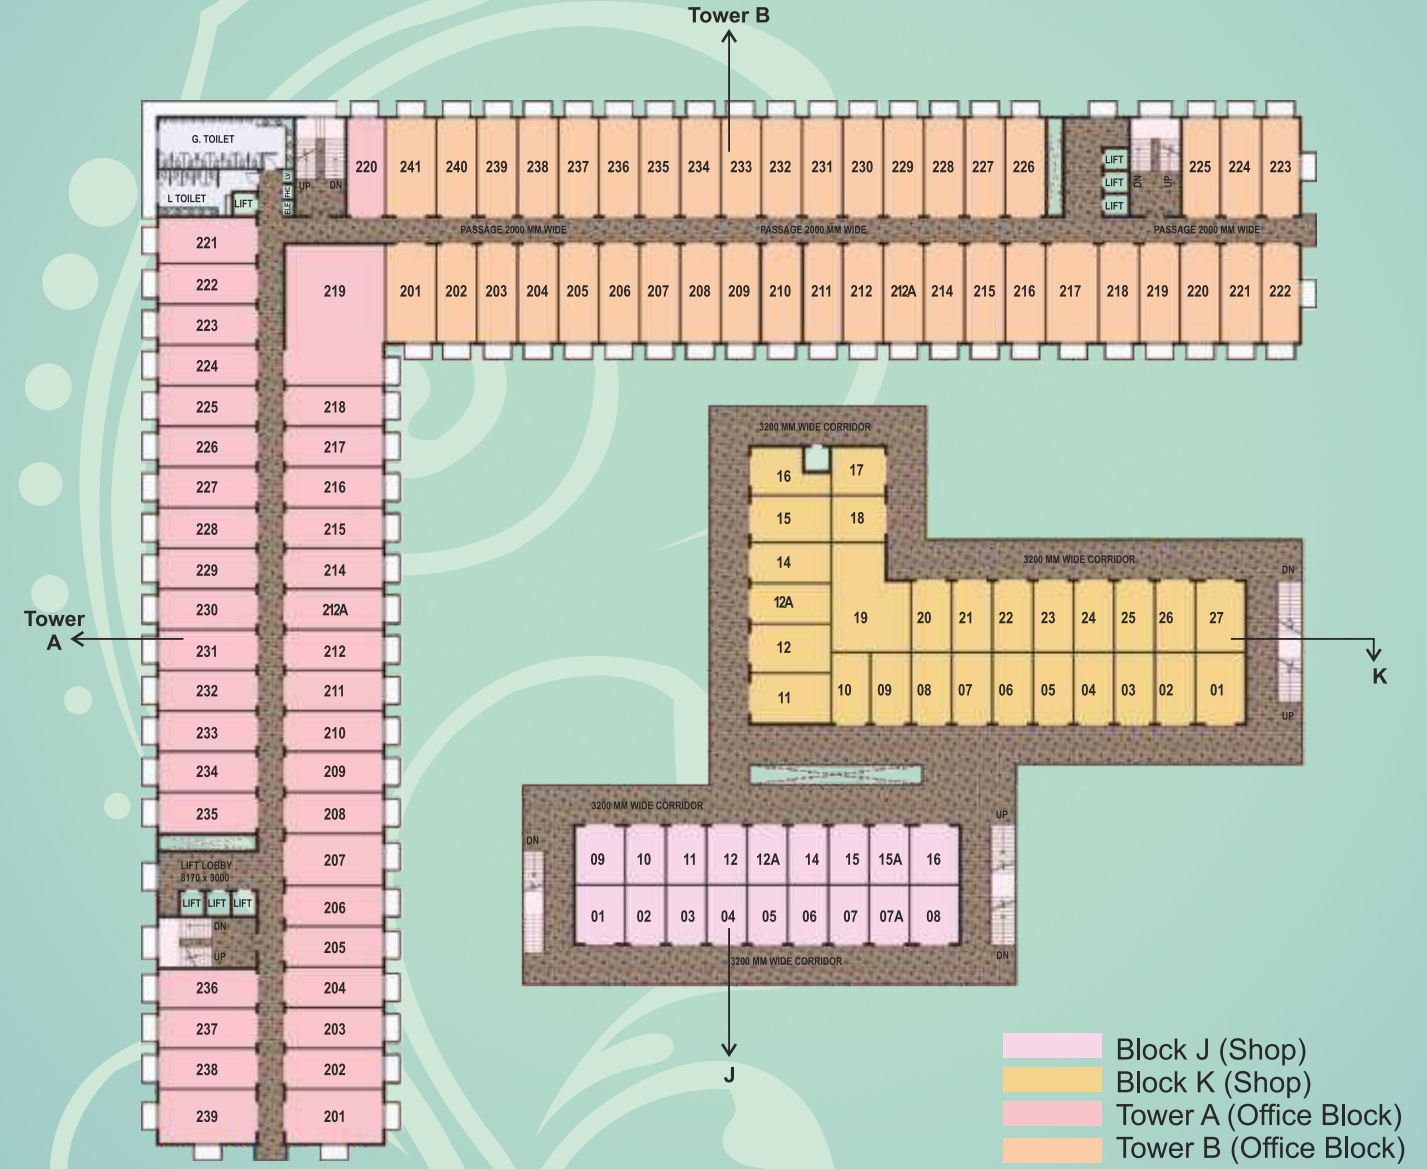 Tower B
G. TOILET
L TOILET
LIFT
LV
FHC
ELE
UP
DN
220 241 240 239 238 237 236 235 234 233 232 231 230 229 228 227 226
LIFT
LIFT
LIFT
DN
UP
225 224 223
PASSAGE 2000 MM WIDE PASSAGE 2000 MM WIDE PASSAGE 2000 MM WIDE
219 201 202 203 204 205 206 207 208 209 210 211 212 212A 214 215 216 217 218 219 220 221 222
221
222
223
224
225 218
226 217
227 216
228 215
229 214
230 212A
231 212
232 211
233 210
234 209
235 208
Tower
A
LIFT LOBBY
8170 x 3000
207
LIFT LIFT LIFT
206
DN
UP
205
236 204
237 203
238 202
239 201
3200 MM WIDE CORRIDOR
16 17
15 18
14
12A
12
11
3200 MM WIDE CORRIDOR
19 20 21 22 23 24 25 26 27
10 09 08 07 06 05 04 03 02 01
DN
UP
K
3200 MM WIDE CORRIDOR
DN
UP
09 10 11 12 12A 14 15 15A 16
01 02 03 04 05 06 07 07A 08
DN
3200 MM WIDE CORRIDOR
J
Block J (Shop)
Block K (Shop)
Tower A (Office Block)
Tower B (Office Block)